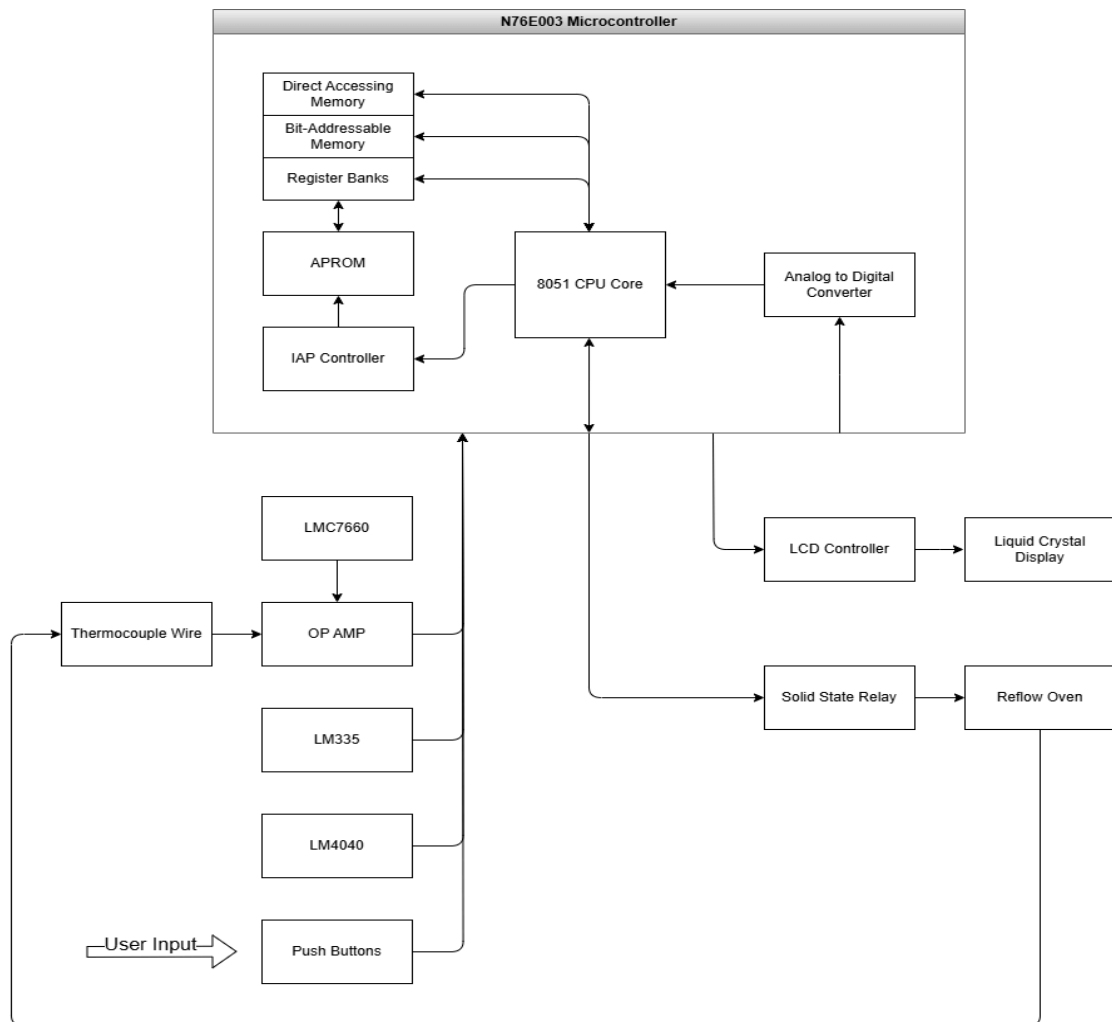 N76E003 Microcontroller
Direct Accessing
Memory
Bit-Addressable
Memory
Register Banks
APROM
IAP Controller
8051 CPU Core
Analog to Digital
Converter
LMC7660
Thermocouple Wire
OP AMP
LM335
LM4040
User Input
Push Buttons
LCD Controller
Liquid Crystal
Display
Solid State Relay
Reflow Oven